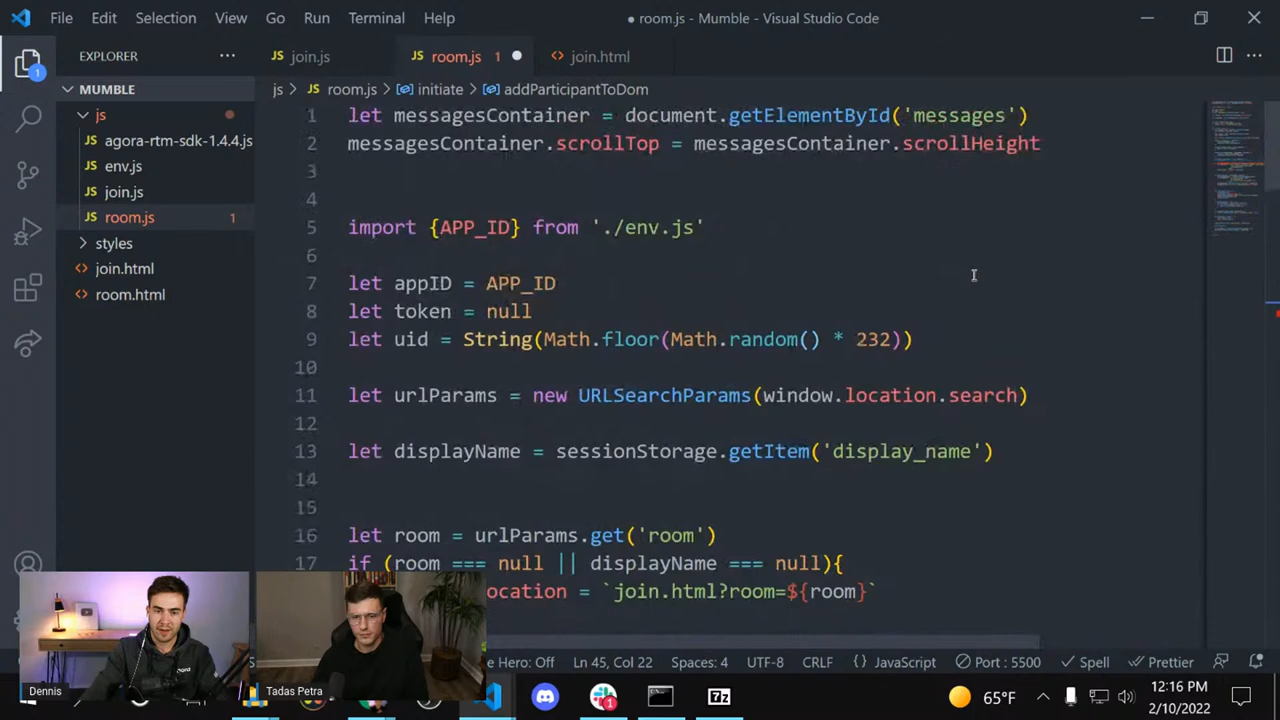 File Edit Selection View Go Run Terminal Help
● room.js - Mumble - Visual Studio Code
EXPLORER
join.js
room.js 1
join.html
MUMBLE
js > room.js > initiate > addParticipantToDom
js
agora-rtm-sdk-1.4.4.js
env.js
join.js
room.js 1
styles
join.html
room.html
1
1 let messagesContainer = document.getElementById('messages')
2 messagesContainer.scrollTop = messagesContainer.scrollHeight
3
4
5 import {APP_ID} from './env.js'
6
7 let appID = APP_ID
8 let token = null
9 let uid = String(Math.floor(Math.random() * 232))
10
11 let urlParams = new URLSearchParams(window.location.search)
12
13 let displayName = sessionStorage.getItem('display_name')
14
15
16 let room = urlParams.get('room')
17 if (room === null || displayName === null){
ocation = `join.html?room=${room}`
Dennis
Tadas Petra
Hero: Off Ln 45, Col 22 Spaces: 4 UTF-8 CRLF {} JavaScript Port : 5500 Spell Prettier
1
7z
65°F
12:16 PM
2/10/2022